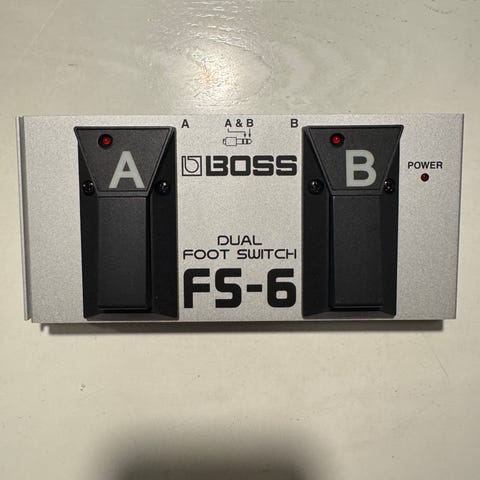 A A & B B
A B
BOSS
POWER
DUAL
FOOT SWITCH
FS-6